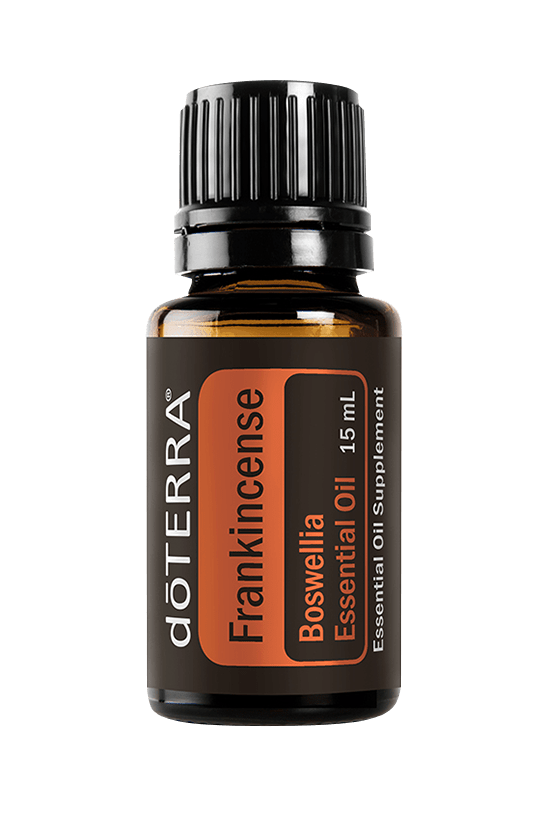 dōTERRA®
Frankincense
Boswellia
Essential Oil 15 mL
Essential Oil Supplement